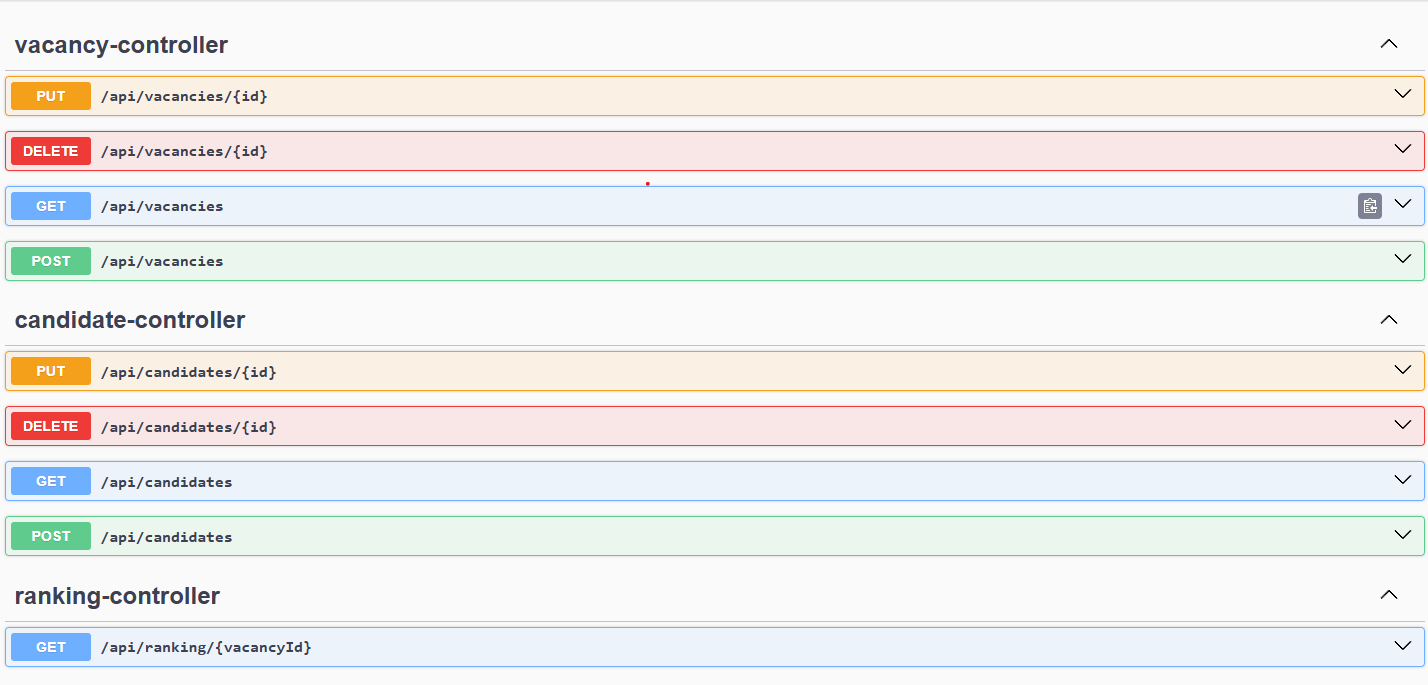 vacancy-controller
PUT /api/vacancies/{id}
DELETE /api/vacancies/{id}
GET /api/vacancies
POST /api/vacancies
candidate-controller
PUT /api/candidates/{id}
DELETE /api/candidates/{id}
GET /api/candidates
POST /api/candidates
ranking-controller
GET /api/ranking/{vacancyId}